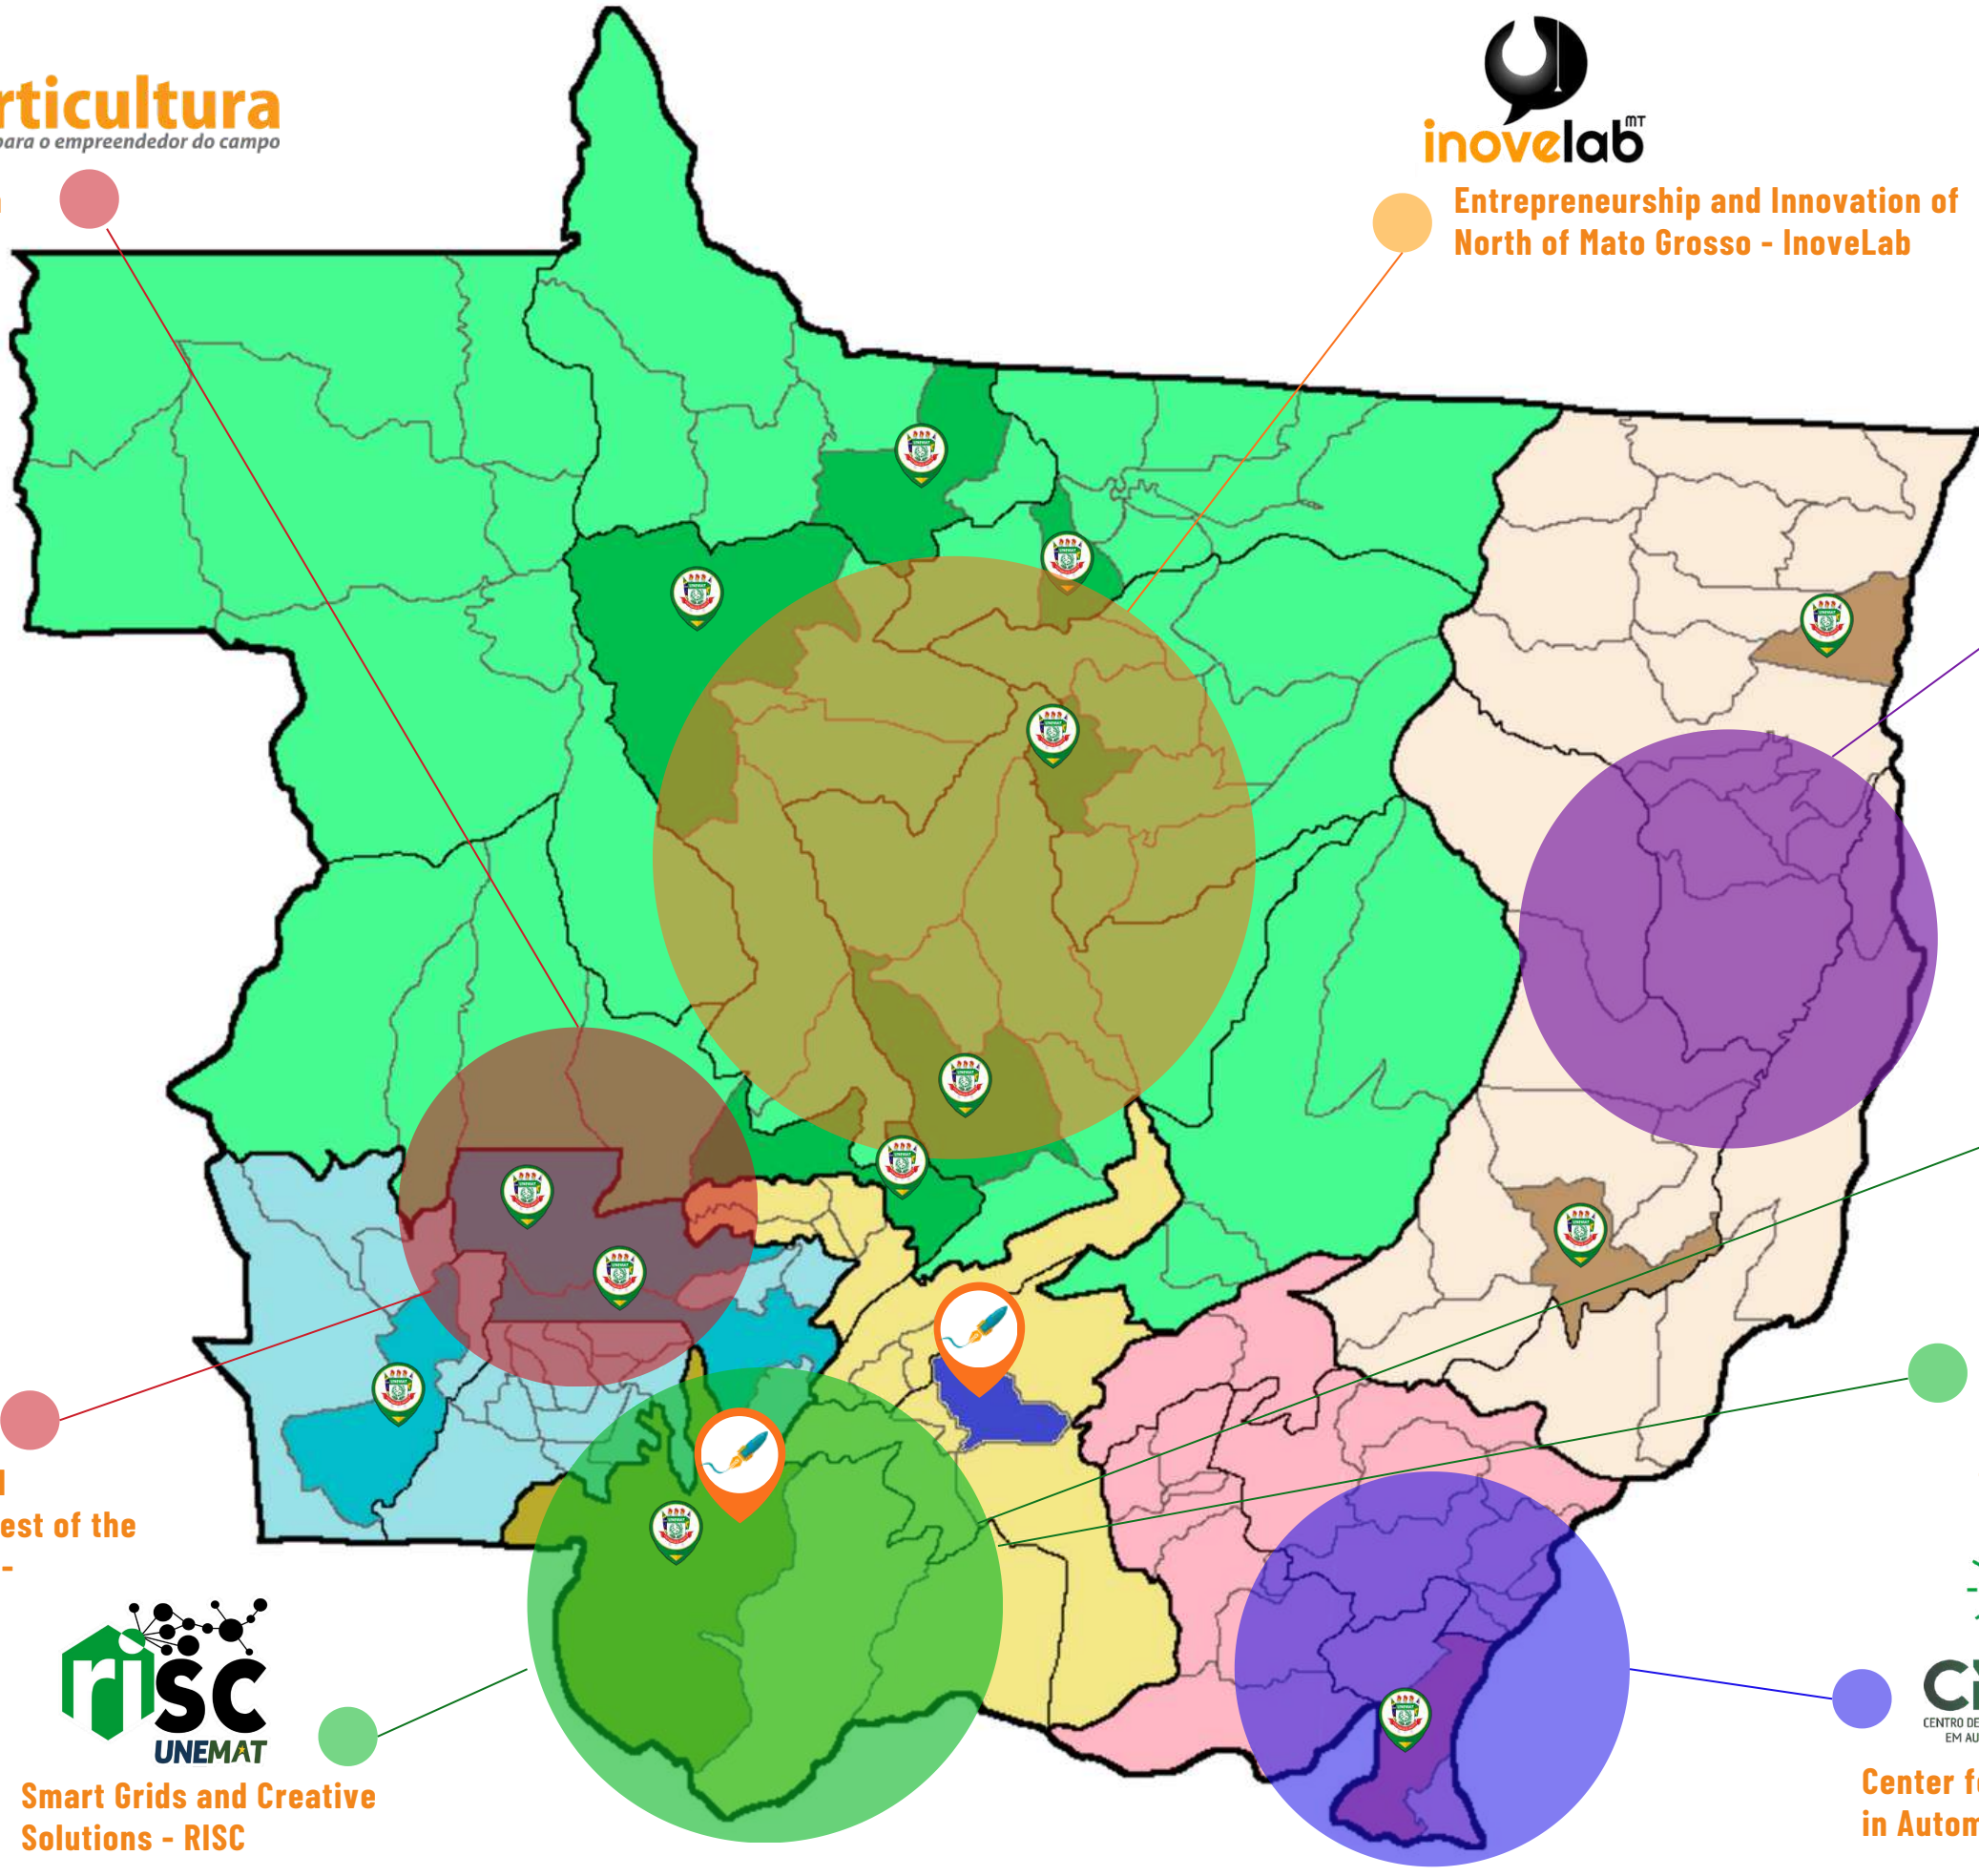 rticultura
para o empreendedor do campo
inovelab MT
Entrepreneurship and Innovation of
North of Mato Grosso - InoveLab
est of the
-
risc
UNEMAT
Smart Grids and Creative
Solutions - RISC
CENTRO DE
EM AU
Center f
in Autom